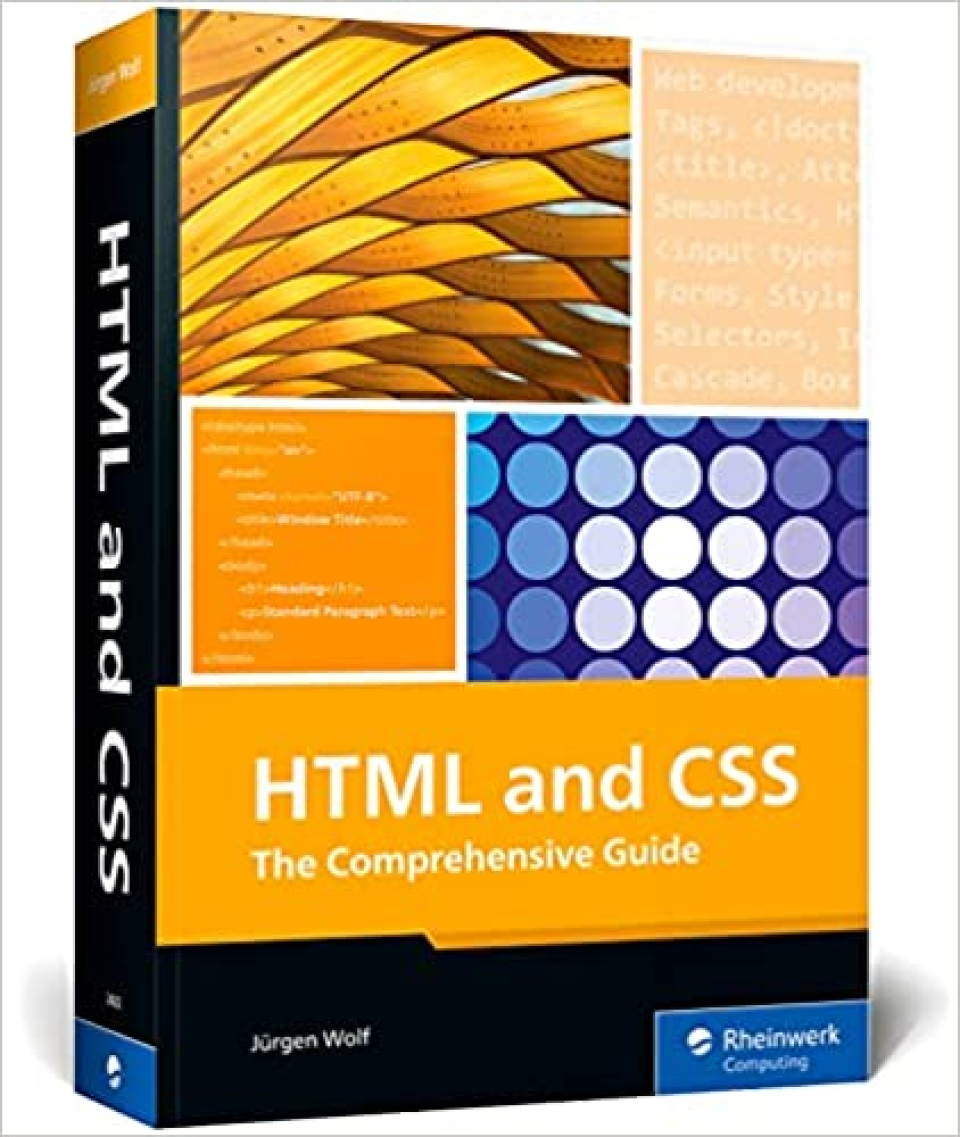 Jürgen Wolf
HTML and CSS
Web developm
Tags, <!doct
<title>, Att
Semantics, H
<input type=
Forms, Style
Selectors, I
Cascade, Box
<!doctype html>
<html lang="en">
<head>
<meta charset="UTF-8">
<title>Window Title</title>
</head>
<body>
<h1>Heading</h1>
<p>Standard Paragraph Text</p>
</body>
</html>
HTML and CSS
The Comprehensive Guide
Jürgen Wolf
Rheinwerk
Computing